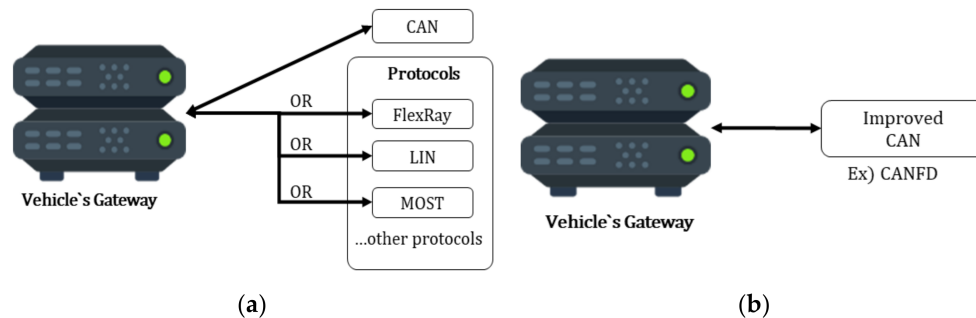 CAN
Protocols
OR
FlexRay
OR
LIN
OR
MOST
...other protocols
Vehicle`s Gateway
(a)
Improved
CAN
Ex) CANFD
Vehicle`s Gateway
(b)